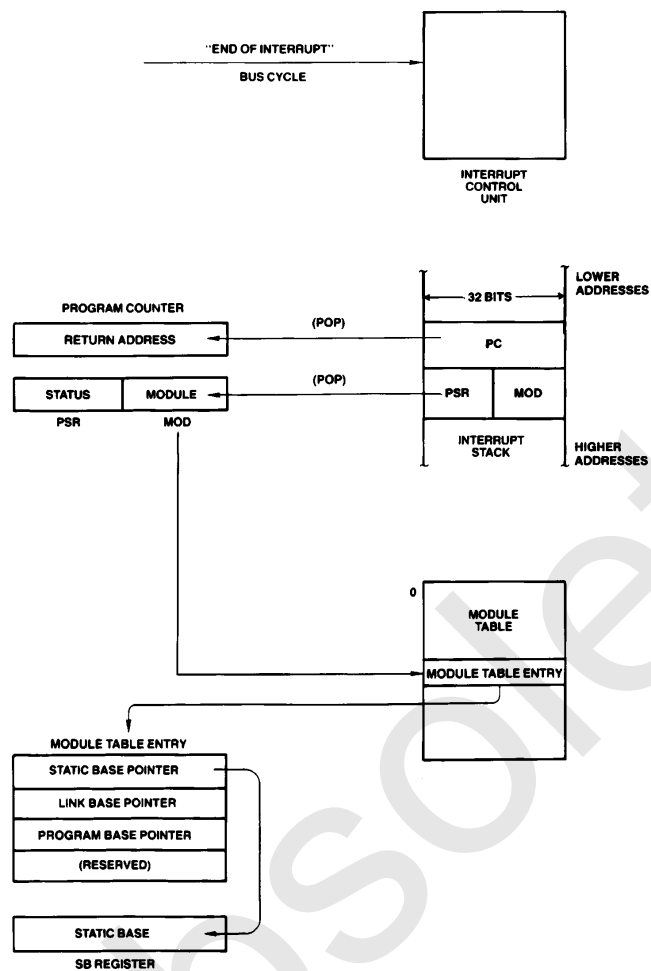 "END OF INTERRUPT"
BUS CYCLE
INTERRUPT
CONTROL
UNIT
LOWER
ADDRESSES
32 BITS
PROGRAM COUNTER
(POP)
RETURN ADDRESS
PC
(POP)
STATUS
MODULE
PSR
MOD
PSR
MOD
INTERRUPT
STACK
HIGHER
ADDRESSES
0
MODULE
TABLE
MODULE TABLE ENTRY
MODULE TABLE ENTRY
STATIC BASE POINTER
LINK BASE POINTER
PROGRAM BASE POINTER
(RESERVED)
STATIC BASE
SB REGISTER